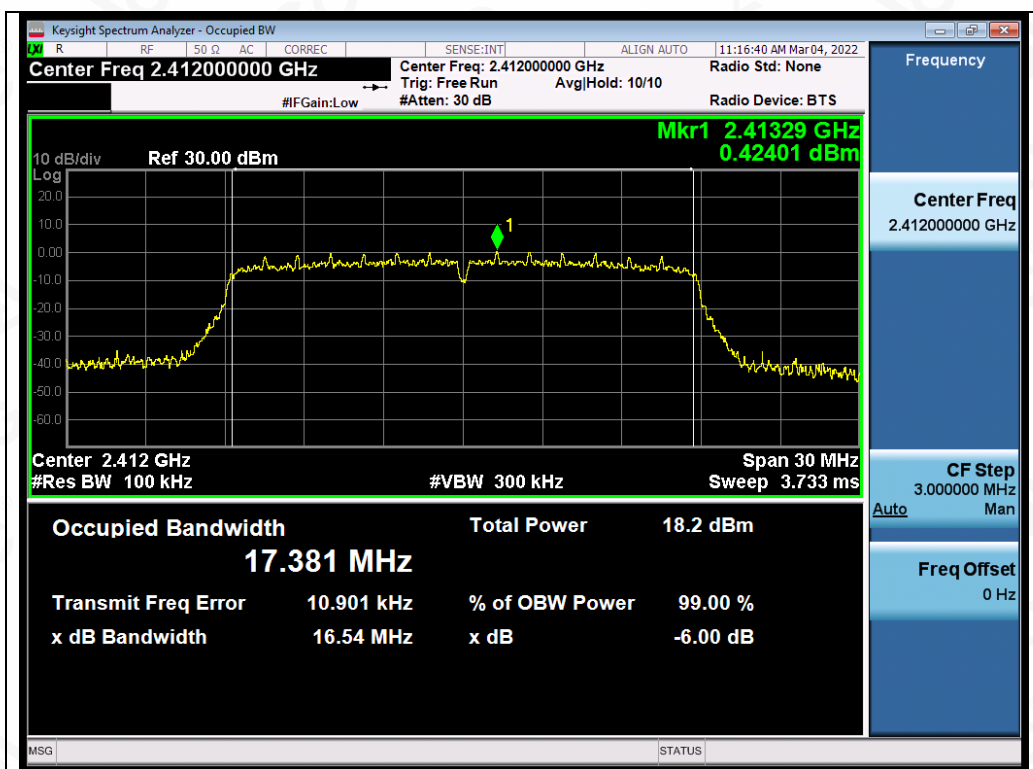 Keysight Spectrum Analyzer - Occupied BW
LXI R RF 50 Ω AC CORREC SENSE:INT ALIGN AUTO 11:16:40 AM Mar 04, 2022
Center Freq 2.412000000 GHz Center Freq: 2.412000000 GHz Radio Std: None
Trig: Free Run Avg|Hold: 10/10
#IFGain:Low #Atten: 30 dB Radio Device: BTS
Frequency
Mkr1 2.41329 GHz
0.42401 dBm
10 dB/div Ref 30.00 dBm
Log
20.0
10.0
0.00
-10.0
-20.0
-30.0
-40.0
-50.0
-60.0
1
Center 2.412 GHz Span 30 MHz
#Res BW 100 kHz #VBW 300 kHz Sweep 3.733 ms
Occupied Bandwidth Total Power 18.2 dBm
17.381 MHz
Transmit Freq Error 10.901 kHz % of OBW Power 99.00 %
x dB Bandwidth 16.54 MHz x dB -6.00 dB
Center Freq
2.412000000 GHz
CF Step
3.000000 MHz
Auto Man
Freq Offset
0 Hz
MSG STATUS